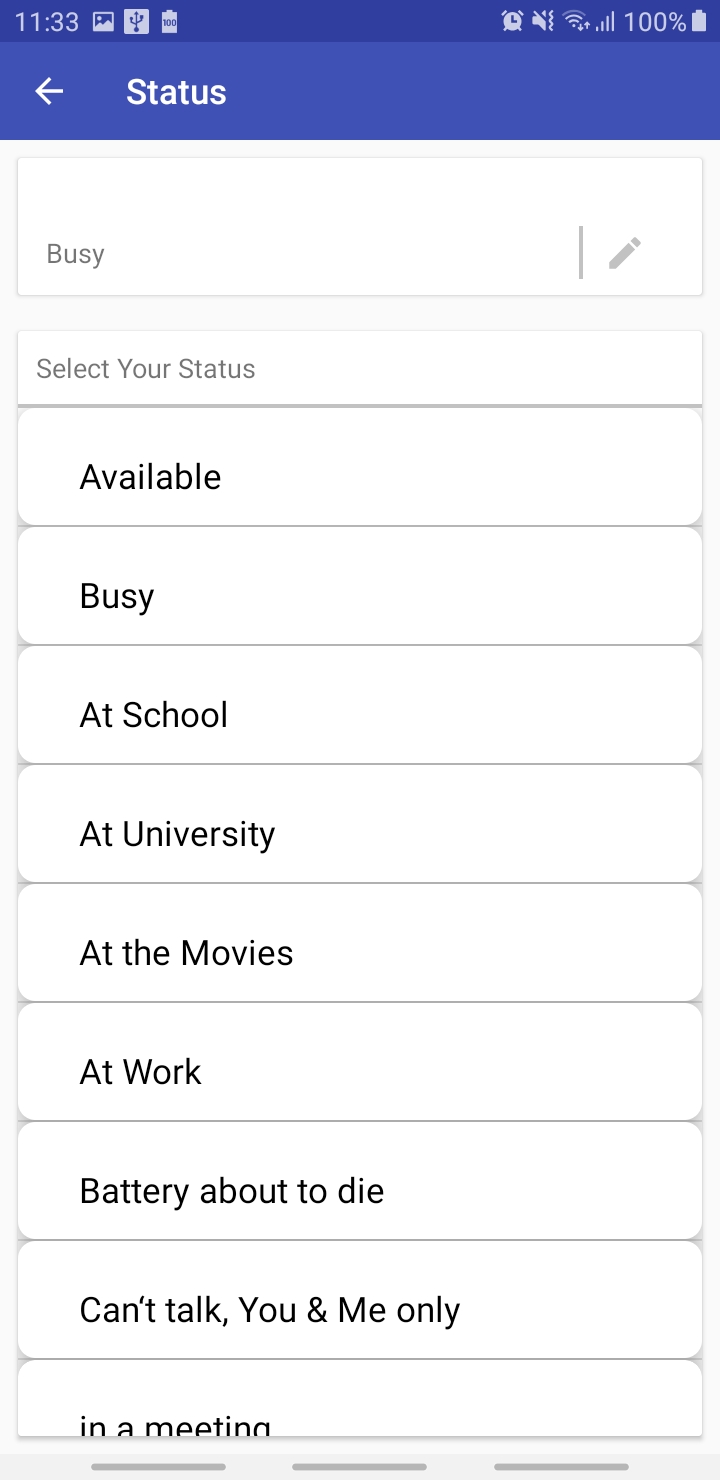 11:33 100 100%
Status
Busy
Select Your Status
Available
Busy
At School
At University
At the Movies
At Work
Battery about to die
Can‘t talk, You & Me only
in a meeting